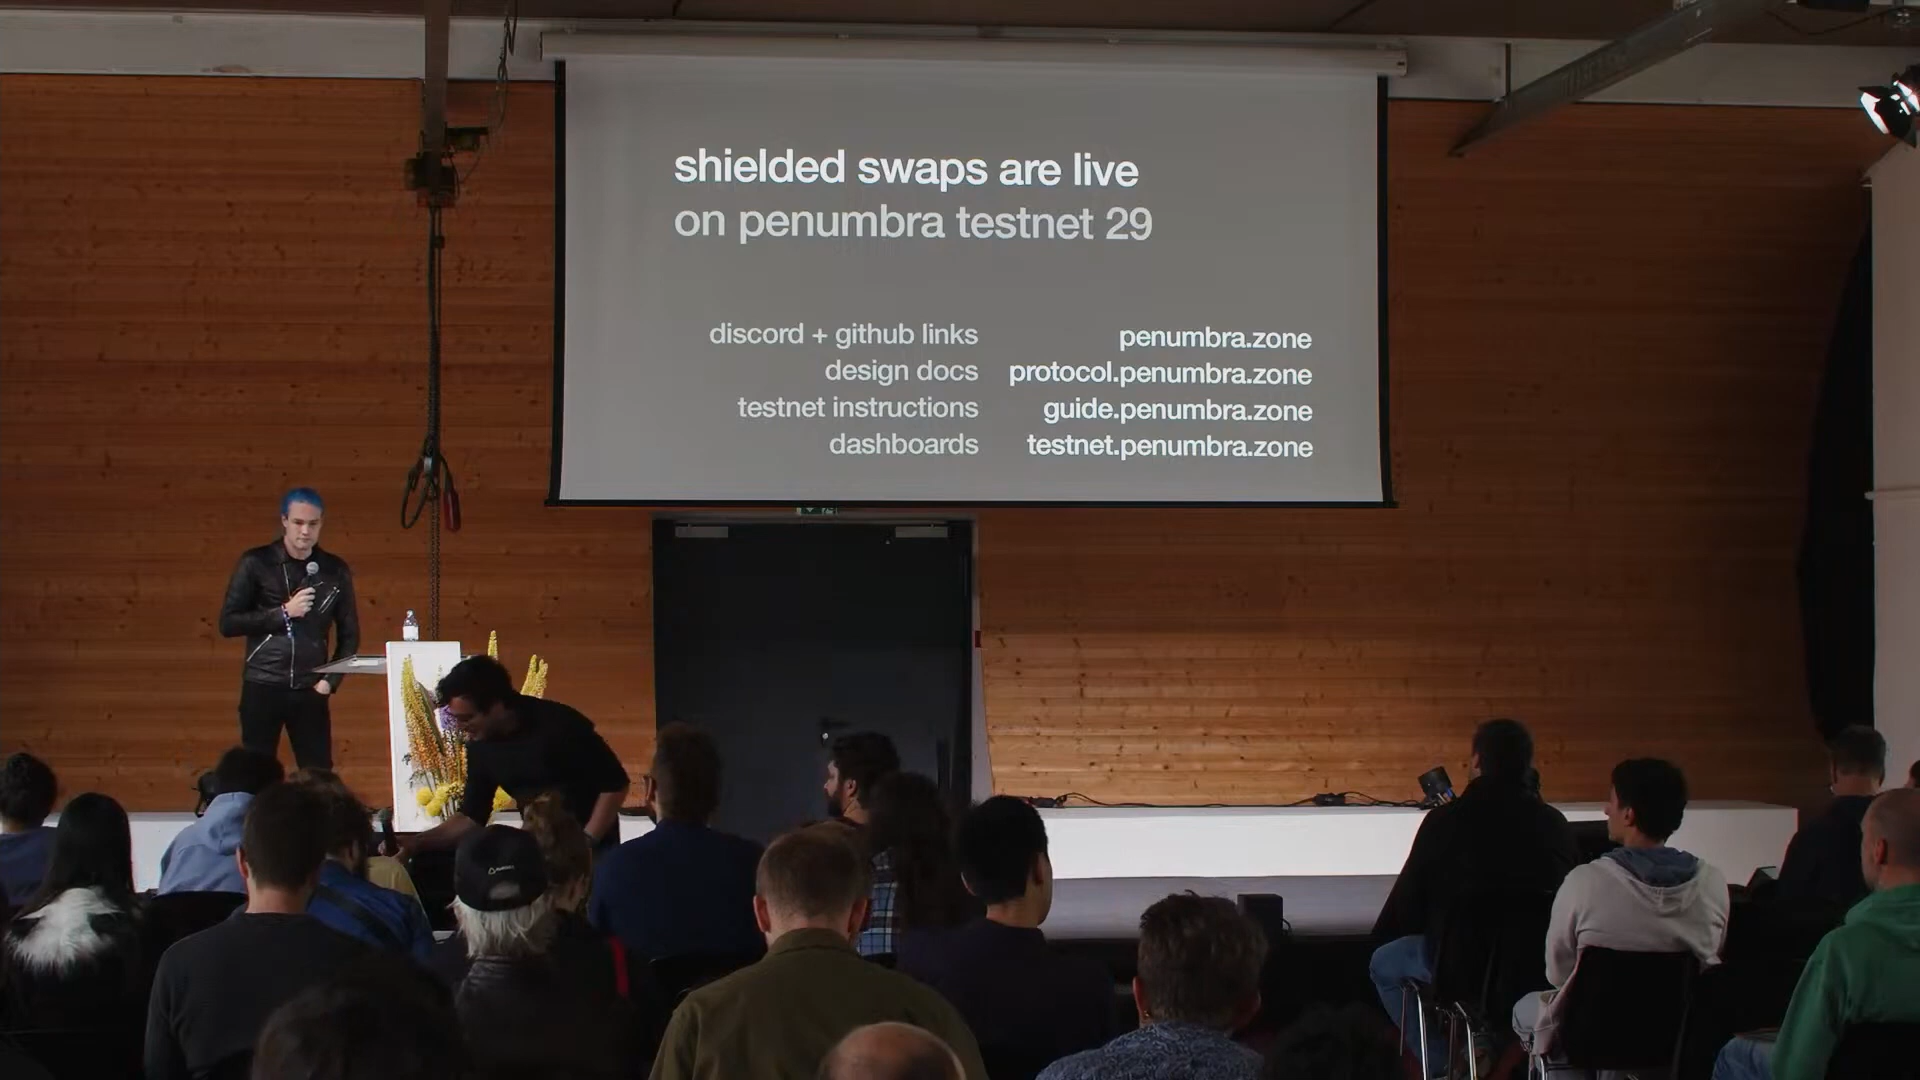 shielded swaps are live
on penumbra testnet 29
discord + github links penumbra.zone
design docs protocol.penumbra.zone
testnet instructions guide.penumbra.zone
dashboards testnet.penumbra.zone